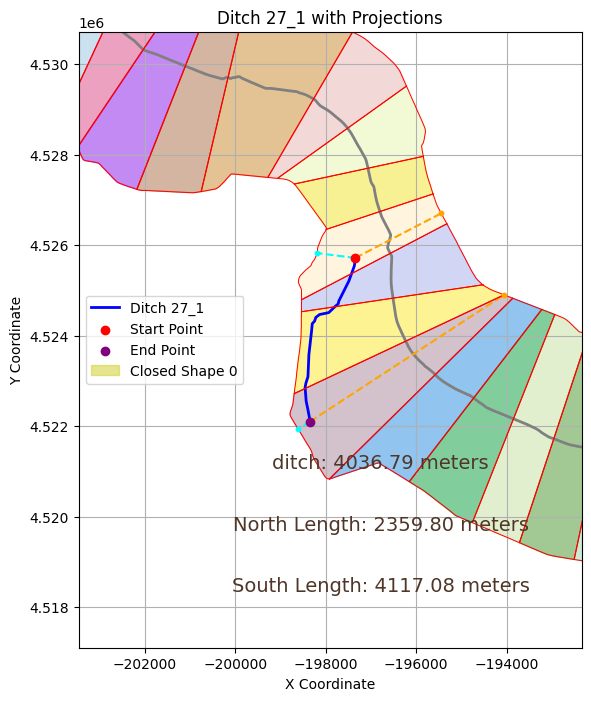 Ditch 27_1 with Projections
1e6
4.530
4.528
4.526
4.524
4.522
4.520
4.518
Y Coordinate
Ditch 27_1
Start Point
End Point
Closed Shape 0
ditch: 4036.79 meters
North Length: 2359.80 meters
South Length: 4117.08 meters
−202000 −200000 −198000 −196000 −194000
X Coordinate